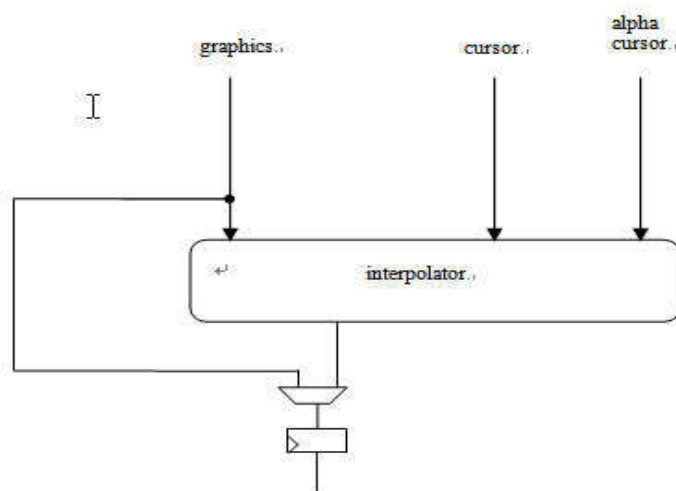 graphics.
cursor.
alpha
cursor.
interpolator.